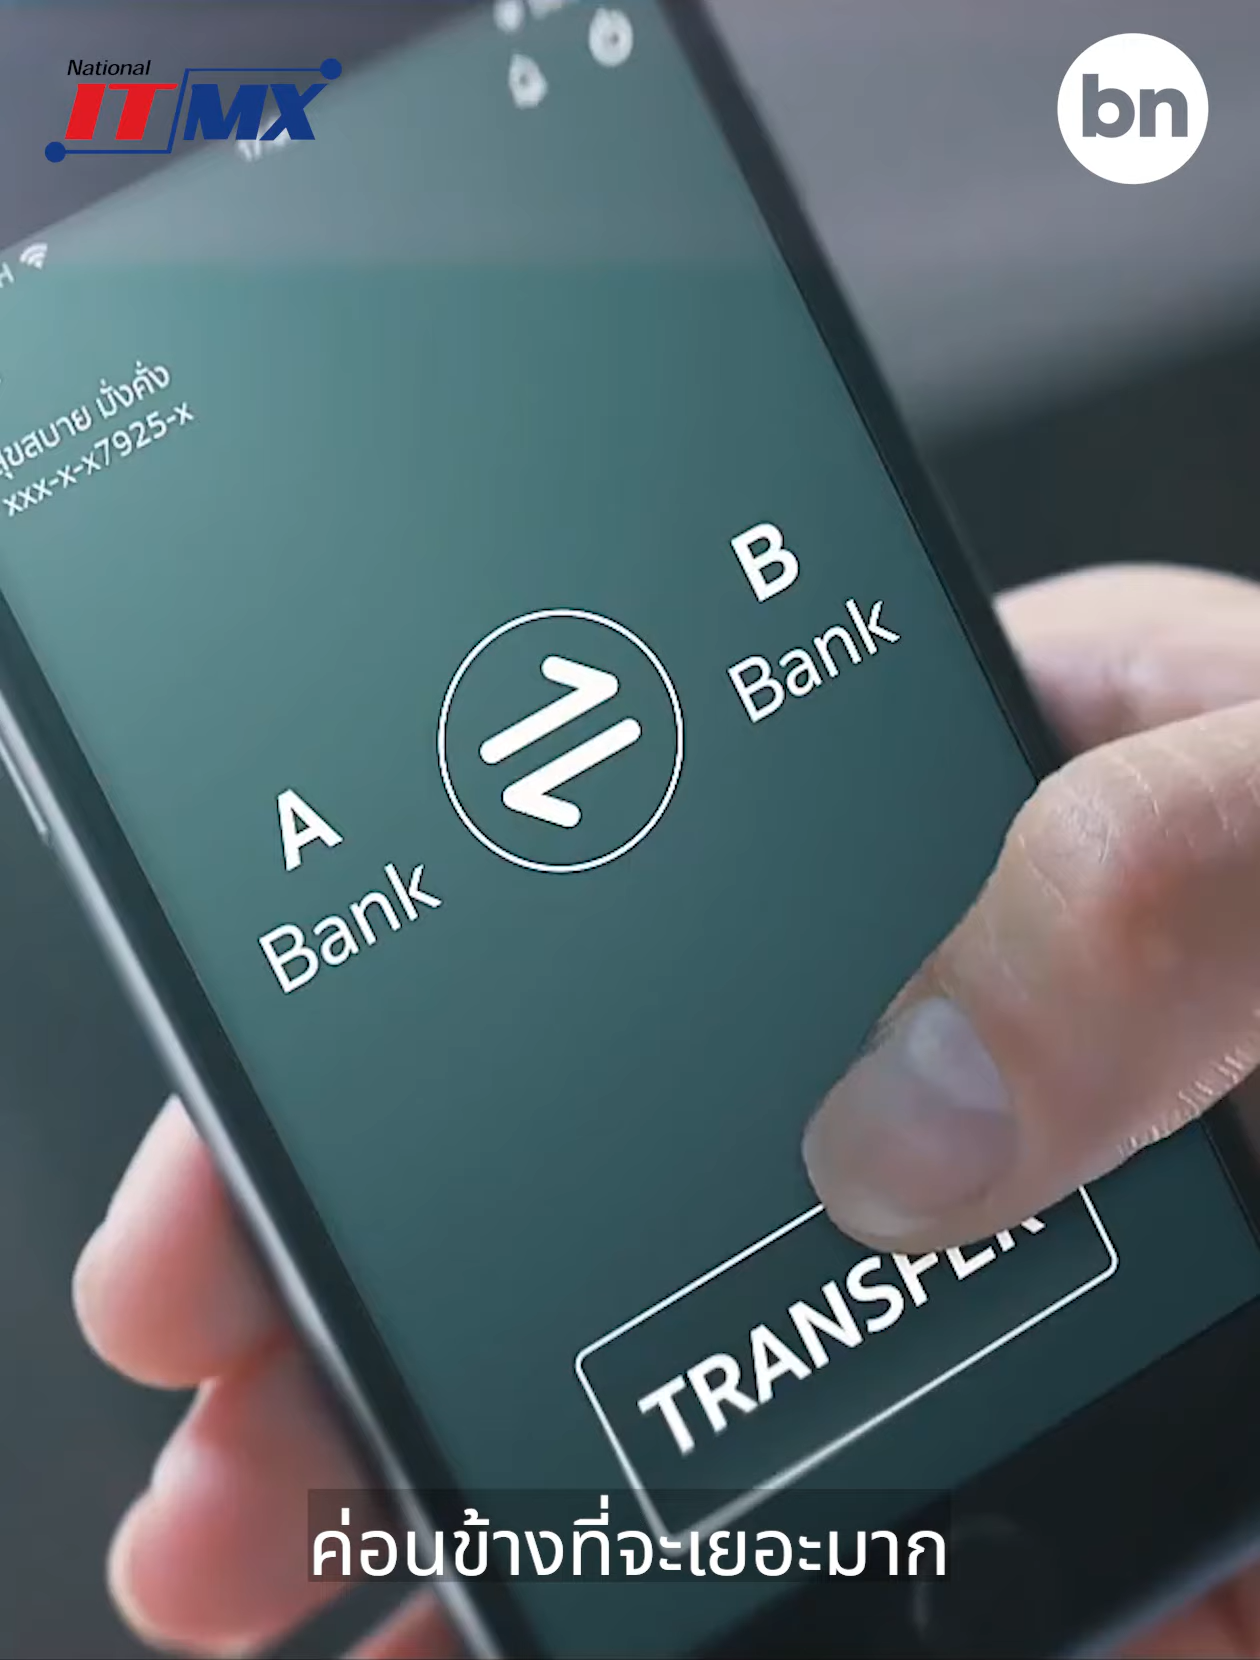 National
ITMX
bn
สุขสบาย มั่งคั่ง
xxx-x-x7925-x
B
Bank
A
Bank
TRANSFER
ค่อนข้างที่จะเยอะมาก